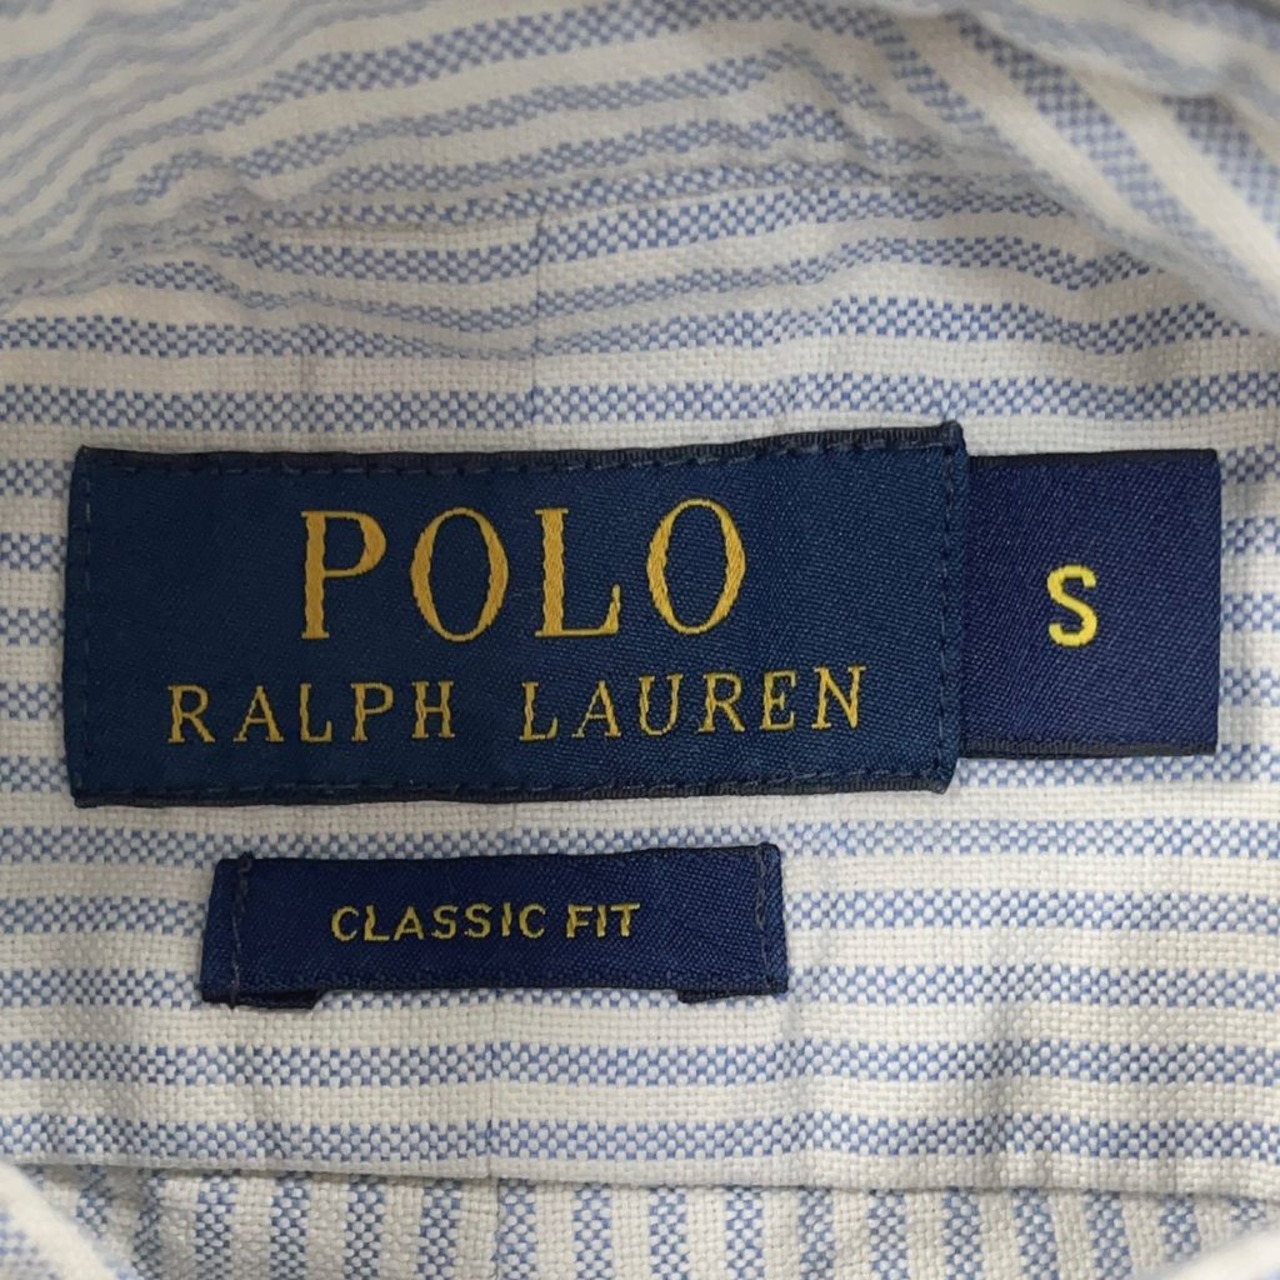 POLO
RALPH LAUREN
S
CLASSIC FIT